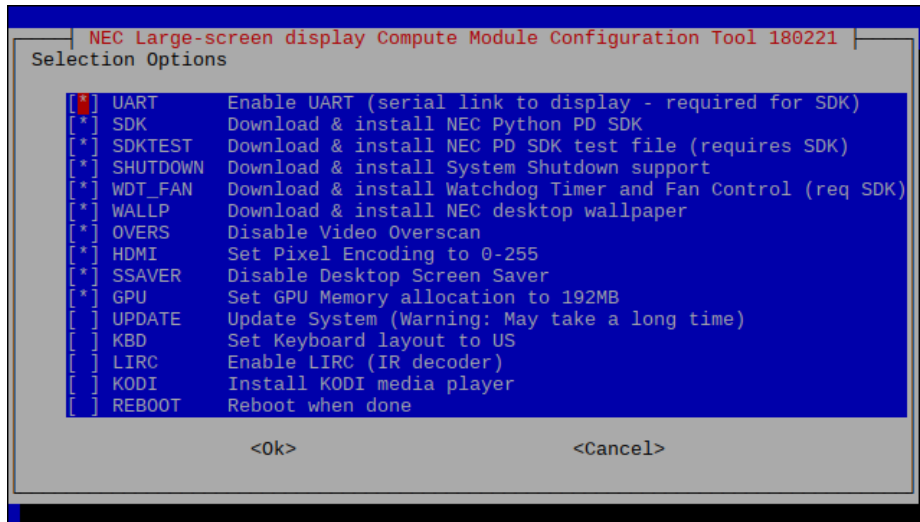 NEC Large-screen display Compute Module Configuration Tool 180221
Selection Options
[*] UART Enable UART (serial link to display - required for SDK)
[*] SDK Download & install NEC Python PD SDK
[*] SDKTEST Download & install NEC PD SDK test file (requires SDK)
[*] SHUTDOWN Download & install System Shutdown support
[*] WDT_FAN Download & install Watchdog Timer and Fan Control (req SDK)
[*] WALLP Download & install NEC desktop wallpaper
[*] OVERS Disable Video Overscan
[*] HDMI Set Pixel Encoding to 0-255
[*] SSAVER Disable Desktop Screen Saver
[*] GPU Set GPU Memory allocation to 192MB
[ ] UPDATE Update System (Warning: May take a long time)
[ ] KBD Set Keyboard layout to US
[ ] LIRC Enable LIRC (IR decoder)
[ ] KODI Install KODI media player
[ ] REBOOT Reboot when done
<Ok> <Cancel>